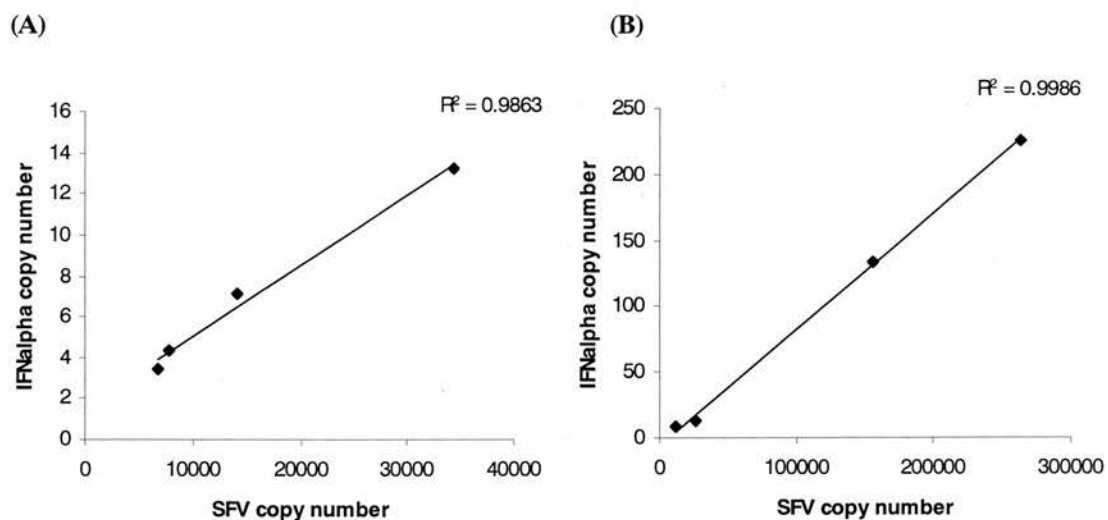 (A)
(B)
R² = 0.9863
16
14
12
10
8
6
4
2
0
IFNalpha copy number
0 10000 20000 30000 40000
SFV copy number
R² = 0.9986
250
200
150
100
50
0
IFNalpha copy number
0 100000 200000 300000
SFV copy number